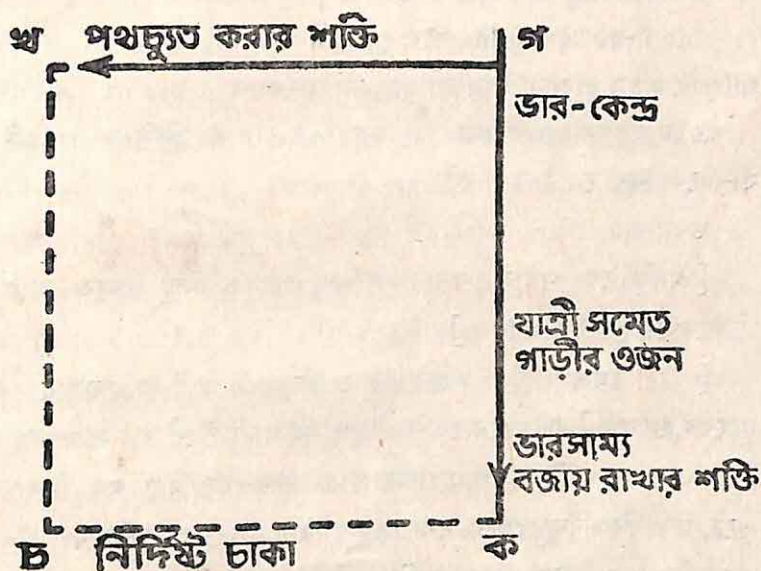 খ পথচ্যুত করার শক্তি গ
ভার-কেন্দ্র
যাত্রী সমেত
গাড়ীর ওজন
ভারসাম্য
বজায় রাখার শক্তি
চ নির্দিষ্ট চাকা ক